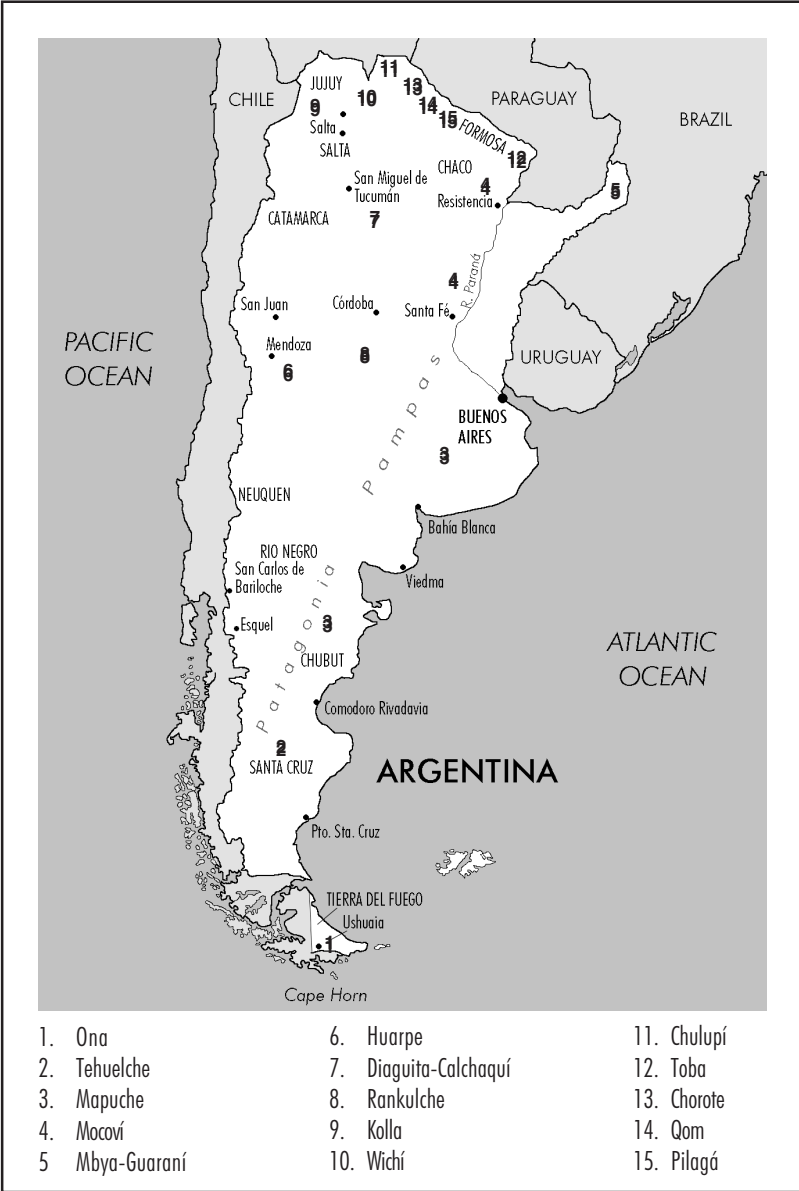 11
JUJUY
13
CHILE
9
10
14
PARAGUAY
15
BRAZIL
Salta
FORMOSA
SALTA
12
CHACO
San Miguel de
Tucumán
4
5
Resistencia
CATAMARCA
7
R. Paraná
4
San Juan
Córdoba
Santa Fé
PACIFIC
OCEAN
Mendoza
8
URUGUAY
6
Pampas
BUENOS
AIRES
3
NEUQUEN
Bahía Blanca
RIO NEGRO
San Carlos de
Bariloche
Viedma
Patagonia
Esquel
3
ATLANTIC
OCEAN
CHUBUT
Comodoro Rivadavia
2
SANTA CRUZ
ARGENTINA
Pto. Sta. Cruz
TIERRA DEL FUEGO
Ushuaia
1
Cape Horn
1. Ona
2. Tehuelche
3. Mapuche
4. Mocoví
5 Mbya-Guaraní
6. Huarpe
7. Diaguita-Calchaquí
8. Rankulche
9. Kolla
10. Wichí
11. Chulupí
12. Toba
13. Chorote
14. Qom
15. Pilagá